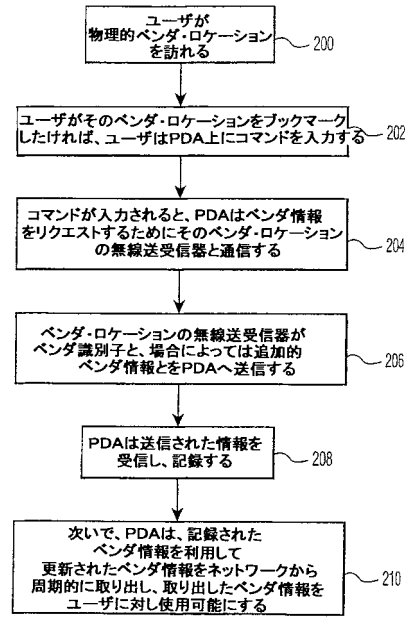 ユーザが
物理的ベンダ・ロケーション
を訪れる
200
ユーザがそのベンダ・ロケーションをブックマーク
したければ、ユーザはPDA上にコマンドを入力する
202
コマンドが入力されると、PDAはベンダ情報
をリクエストするためにそのベンダ・ロケーション
の無線送受信器と通信する
204
ベンダ・ロケーションの無線送受信器が
ベンダ識別子と、場合によっては追加的
ベンダ情報とをPDAへ送信する
206
PDAは送信された情報を
受信し、記録する
208
次いで、PDAは、記録された
ベンダ情報を利用して
更新されたベンダ情報をネットワークから
周期的に取り出し、取り出したベンダ情報を
ユーザに対し使用可能にする
210